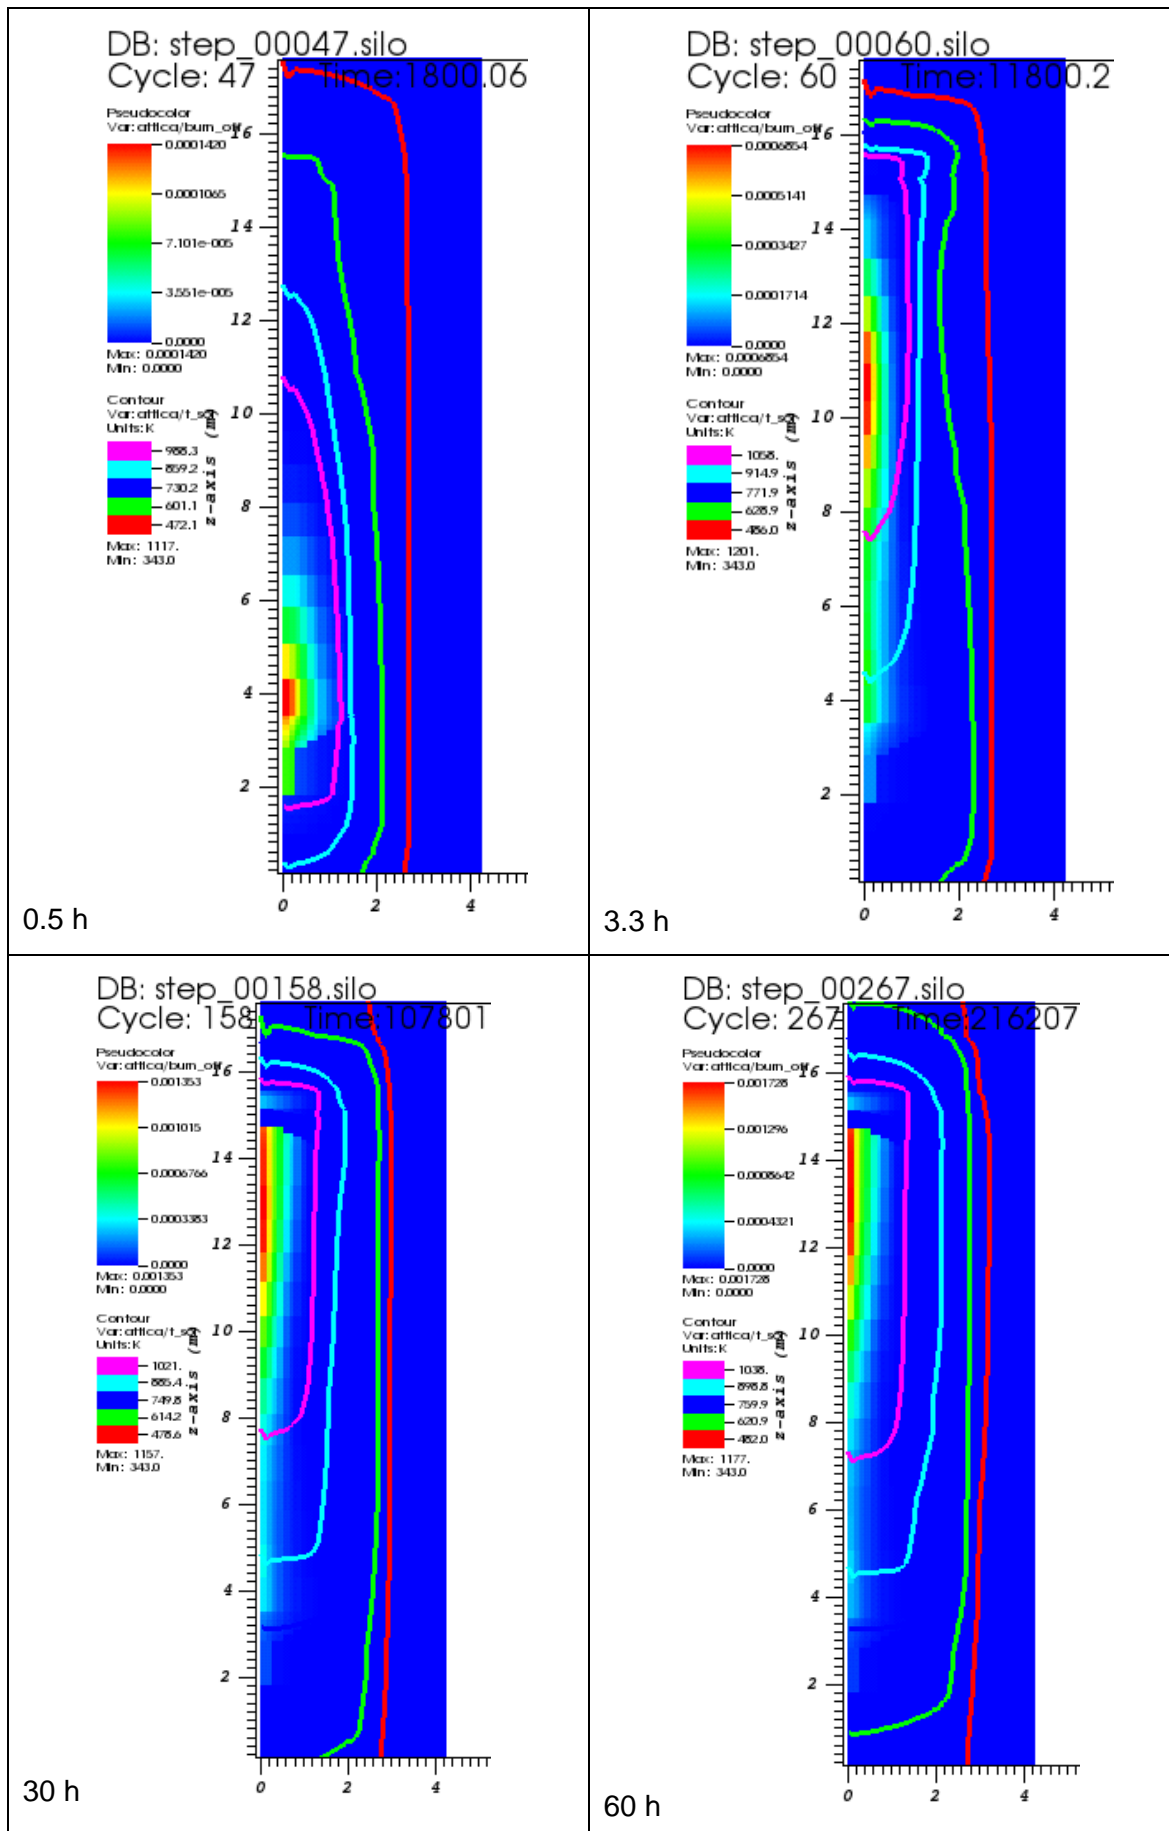 DB: step_00047.silo
Cycle: 47 Time:1800.06
Pseudocolor
Var: attica/burn_off
0.0001420
0.0001065
7.101e-005
3.551e-005
0.0000
Max: 0.0001420
Min: 0.0000
Contour
Var: attica/t_sol
Units: K
988.3
859.2
730.2
601.1
472.1
Max: 1117.
Min: 343.0
z-axis (m)
16
14
12
10
8
6
4
2
0 2 4
0.5 h
DB: step_00060.silo
Cycle: 60 Time:11800.2
Pseudocolor
Var: attica/burn_off
0.0006854
0.0005141
0.0003427
0.0001714
0.0000
Max: 0.0006854
Min: 0.0000
Contour
Var: attica/t_sol
Units: K
1058.
914.9
771.9
628.9
486.0
Max: 1201.
Min: 343.0
z-axis (m)
16
14
12
10
8
6
4
2
0 2 4
3.3 h
DB: step_00158.silo
Cycle: 158 Time:107801
Pseudocolor
Var: attica/burn_off
0.001353
0.001015
0.0006766
0.0003383
0.0000
Max: 0.001353
Min: 0.0000
Contour
Var: attica/t_sol
Units: K
1021.
885.4
749.8
614.2
478.6
Max: 1157.
Min: 343.0
z-axis (m)
16
14
12
10
8
6
4
2
0 2 4
30 h
DB: step_00267.silo
Cycle: 267 Time:216207
Pseudocolor
Var: attica/burn_off
0.001728
0.001296
0.0008642
0.0004321
0.0000
Max: 0.001728
Min: 0.0000
Contour
Var: attica/t_sol
Units: K
1038.
898.8
759.9
620.9
482.0
Max: 1177.
Min: 343.0
z-axis (m)
16
14
12
10
8
6
4
2
0 2 4
60 h